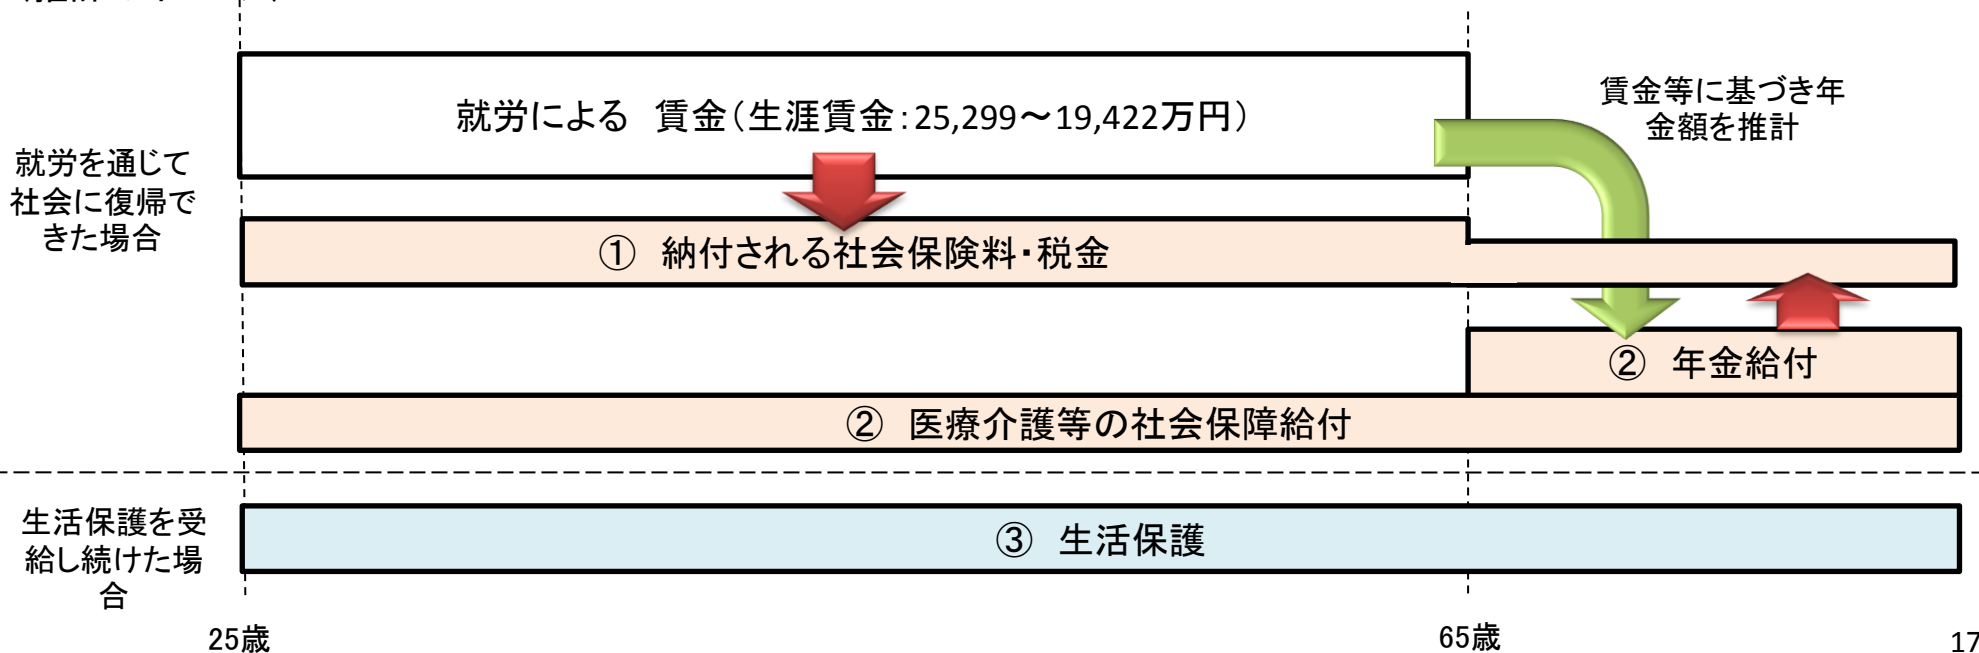 就労による 賃金(生涯賃金:25,299～19,422万円)
賃金等に基づき年
金額を推計
就労を通じて
社会に復帰で
きた場合
① 納付される社会保険料・税金
② 年金給付
② 医療介護等の社会保障給付
生活保護を受
給し続けた場
合
③ 生活保護
25歳
65歳
17